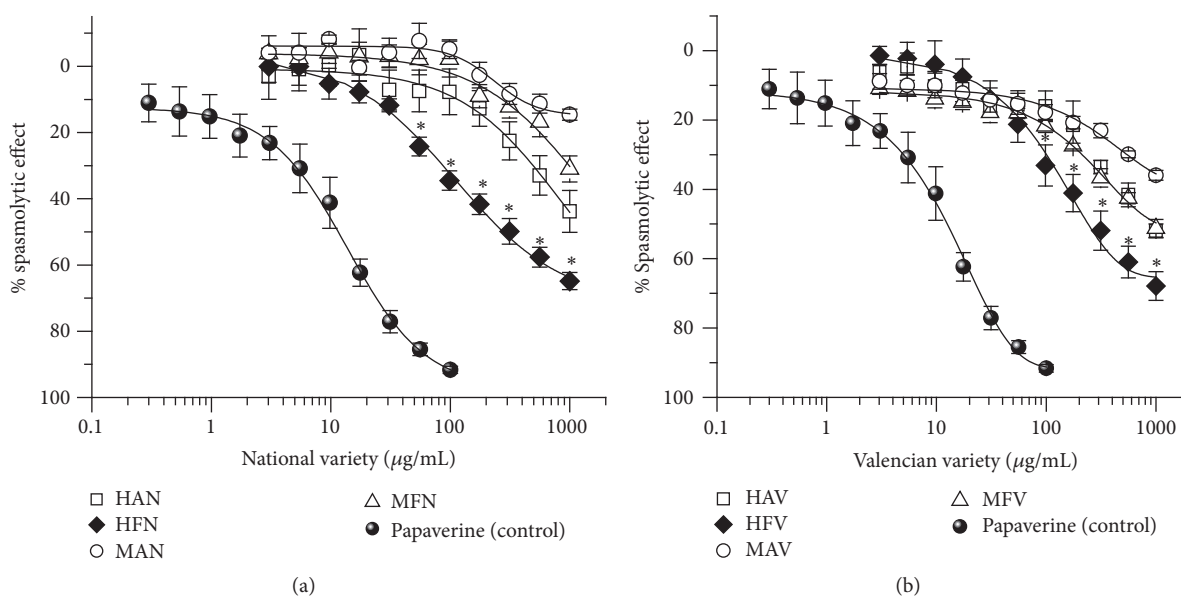 % spasmolytic effect
0
20
40
60
80
100
* * * * * *
0.1 1 10 100 1000
National variety (μg/mL)
HAN
HFN
MAN
MFN
Papaverine (control)
(a)
% Spasmolytic effect
0
20
40
60
80
100
* * * * *
0.1 1 10 100 1000
Valencian variety (μg/mL)
HAV
HFV
MAV
MFV
Papaverine (control)
(b)